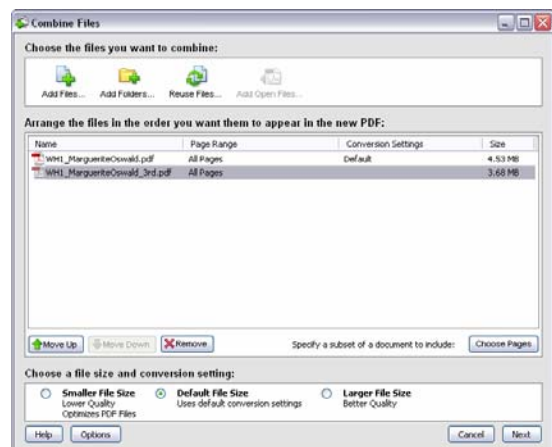 Combine Files
Choose the files you want to combine:
Add Files... Add Folders... Reuse Files... Add Open Files...
Arrange the files in the order you want them to appear in the new PDF:
Name Page Range Conversion Settings Size
WH1_MargueriteOswald.pdf All Pages Default 4.53 MB
WH1_MargueriteOswald_3rd.pdf All Pages 3.68 MB
Move Up Move Down Remove Specify a subset of a document to include: Choose Pages
Choose a file size and conversion setting:
Smaller File Size Default File Size Larger File Size
Lower Quality Uses default conversion settings Better Quality
Optimizes PDF Files
Help Options Cancel Next